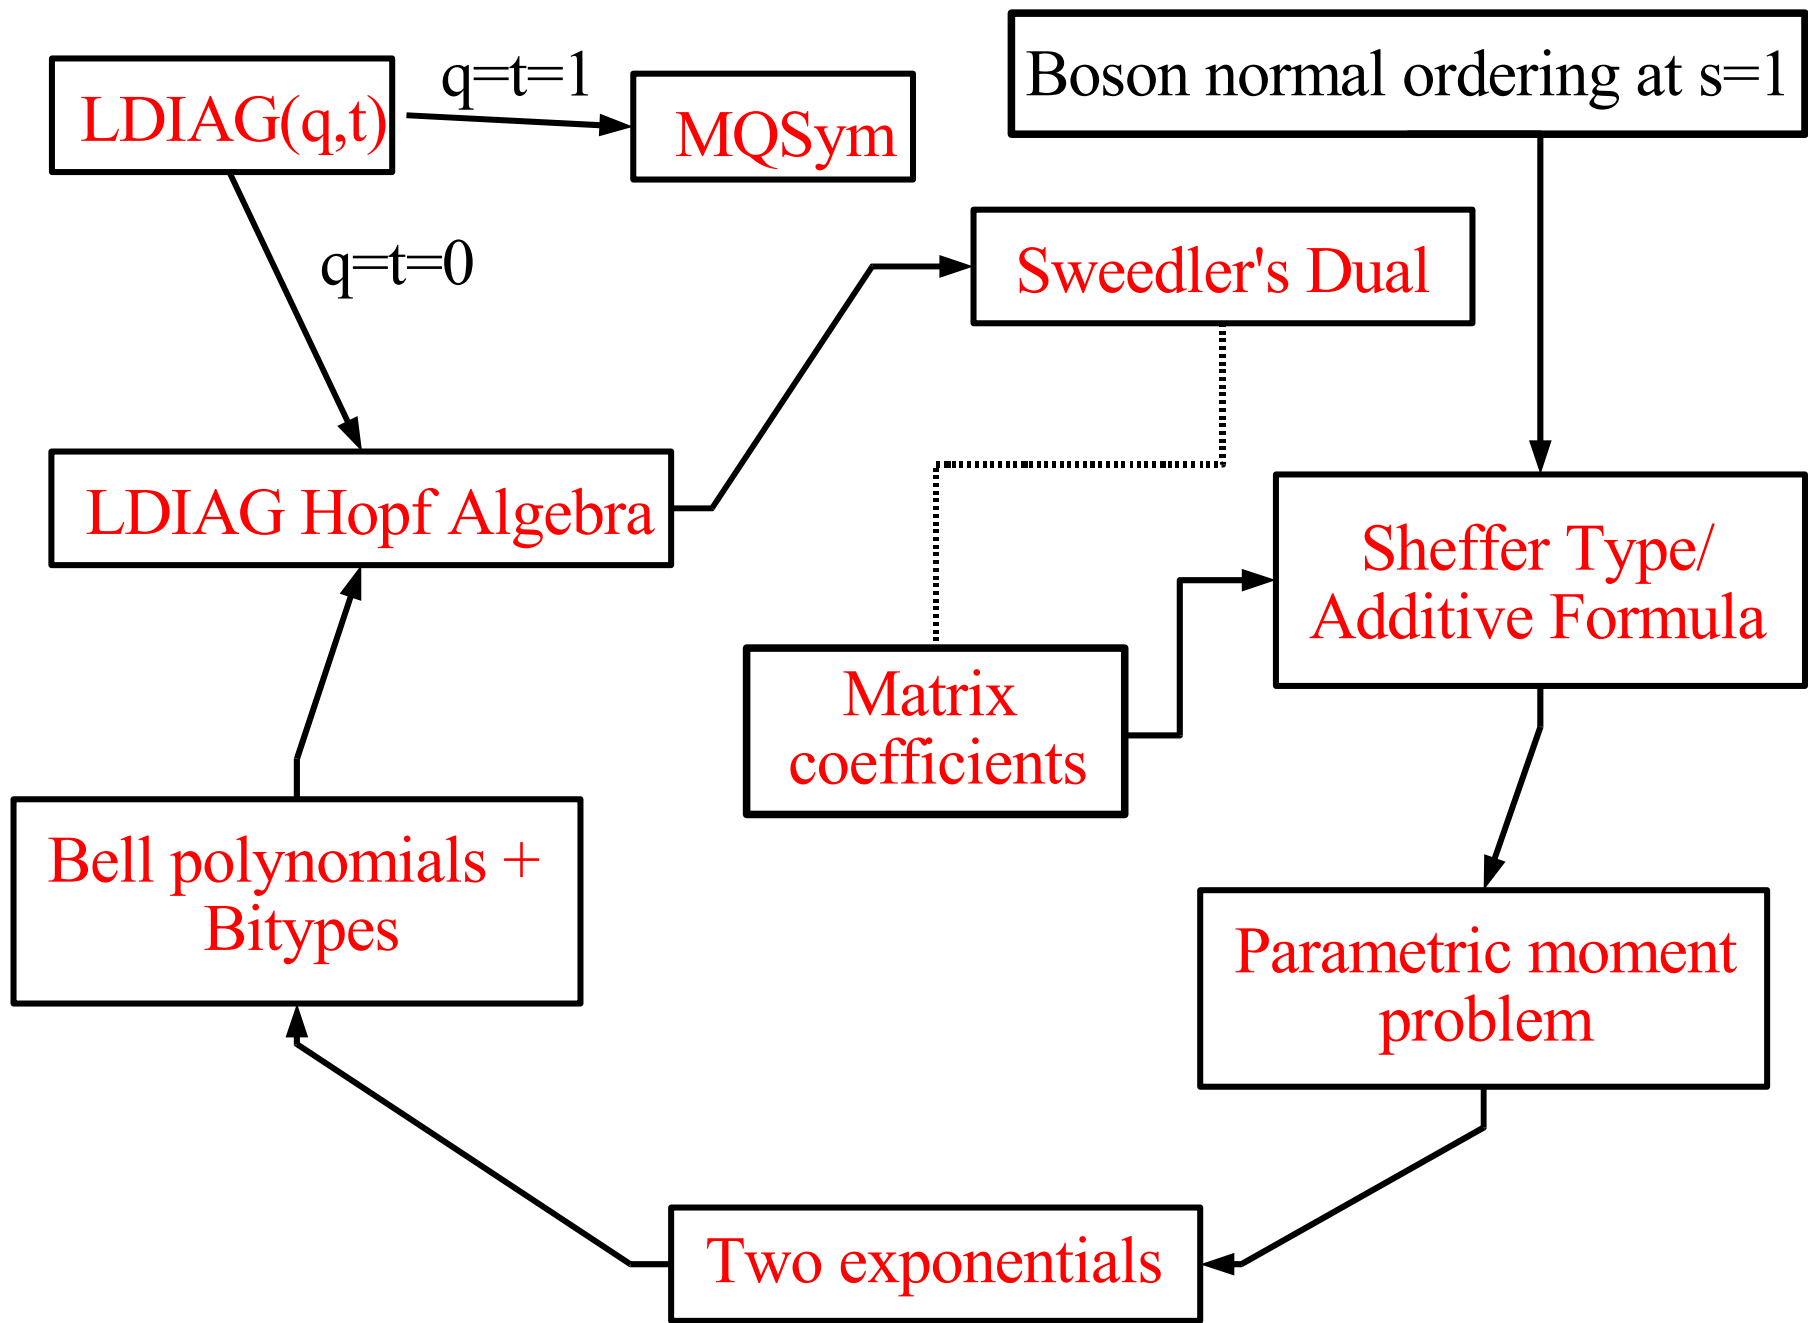 q=t=1
Boson normal ordering at s=1
LDIAG(q,t)
MQSym
q=t=0
Sweedler's Dual
LDIAG Hopf Algebra
Sheffer Type/
Additive Formula
Matrix
coefficients
Bell polynomials +
Bitypes
Parametric moment
problem
Two exponentials